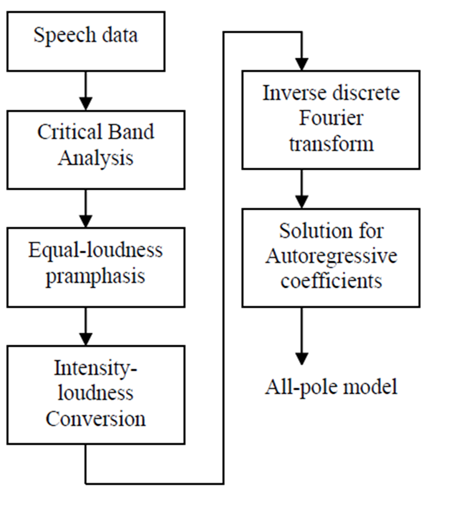 Speech data
Critical Band
Analysis
Equal-loudness
pramphasis
Intensity-
loudness
Conversion
Inverse discrete
Fourier
transform
Solution for
Autoregressive
coefficients
All-pole model